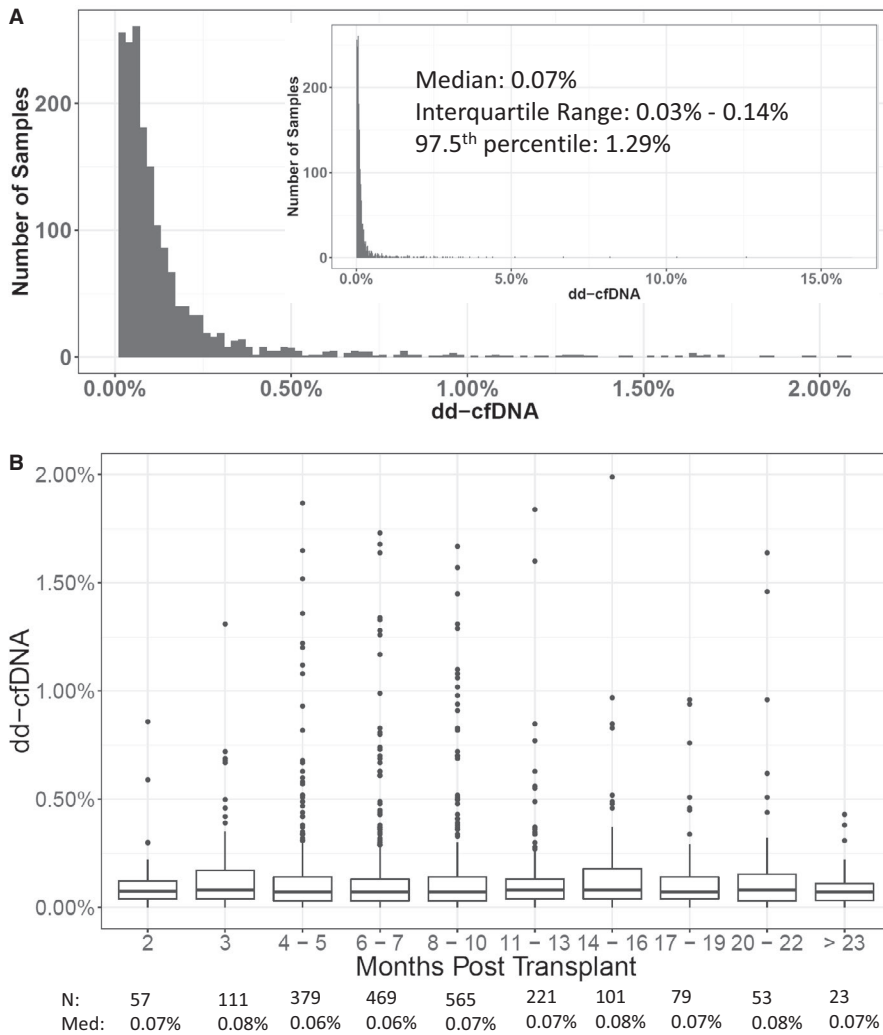 A
Number of Samples
200
100
0
0.00% 0.50% 1.00% 1.50% 2.00%
dd-cfDNA
Number of Samples
200
100
0
Median: 0.07%
Interquartile Range: 0.03% - 0.14%
97.5th percentile: 1.29%
0.0% 5.0% 10.0% 15.0%
dd-cfDNA
B
dd-cfDNA
2.00%
1.50%
1.00%
0.50%
0.00%
2 3 4 - 5 6 - 7 8 - 10 11 - 13 14 - 16 17 - 19 20 - 22 > 23
Months Post Transplant
N: 57 111 379 469 565 221 101 79 53 23
Med: 0.07% 0.08% 0.06% 0.06% 0.07% 0.07% 0.08% 0.07% 0.08% 0.07%